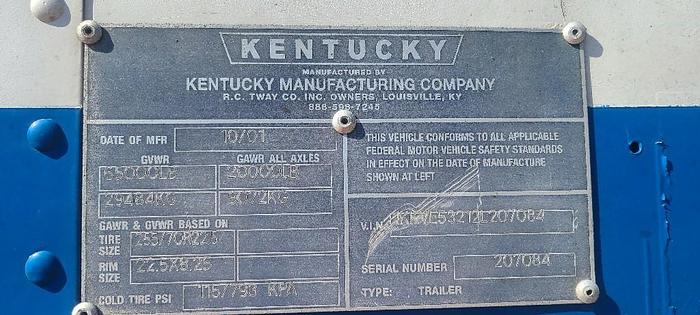 KENTUCKY
MANUFACTURED BY
KENTUCKY MANUFACTURING COMPANY
R.C. TWAY CO. INC. OWNERS, LOUISVILLE, KY
888-598-7245
DATE OF MFR 10/01
GVWR GAWR ALL AXLES
65000LB 20000LB
29484KG 9072KG
GAWR & GVWR BASED ON
TIRE SIZE 255/70R22.5
RIM SIZE 22.5X8.25
COLD TIRE PSI 115/793 KPA
THIS VEHICLE CONFORMS TO ALL APPLICABLE
FEDERAL MOTOR VEHICLE SAFETY STANDARDS
IN EFFECT ON THE DATE OF MANUFACTURE
SHOWN AT LEFT
V.I.N.
SERIAL NUMBER 207084
TYPE: TRAILER